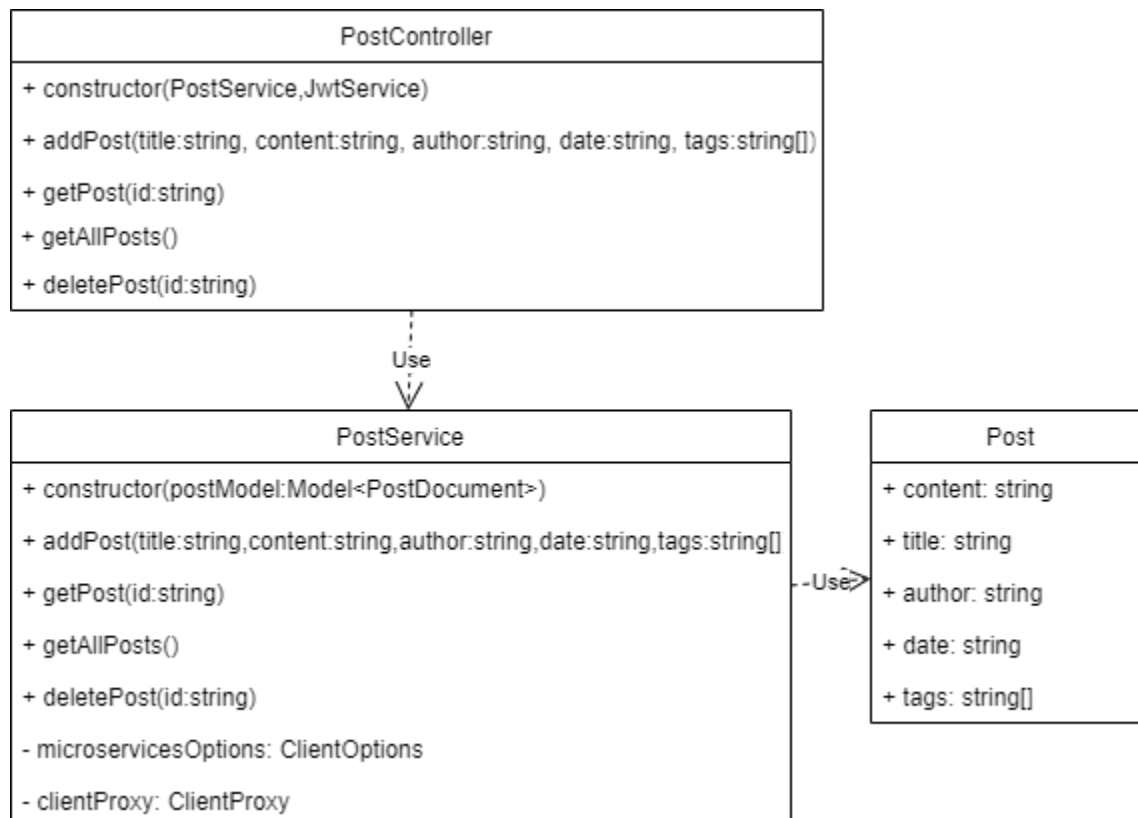 PostController
+ constructor(PostService,JwtService)
+ addPost(title:string, content:string, author:string, date:string, tags:string[])
+ getPost(id:string)
+ getAllPosts()
+ deletePost(id:string)
Use
PostService
+ constructor(postModel:Model<PostDocument>)
+ addPost(title:string,content:string,author:string,date:string,tags:string[]
+ getPost(id:string)
+ getAllPosts()
+ deletePost(id:string)
- microservicesOptions: ClientOptions
- clientProxy: ClientProxy
Use
Post
+ content: string
+ title: string
+ author: string
+ date: string
+ tags: string[]